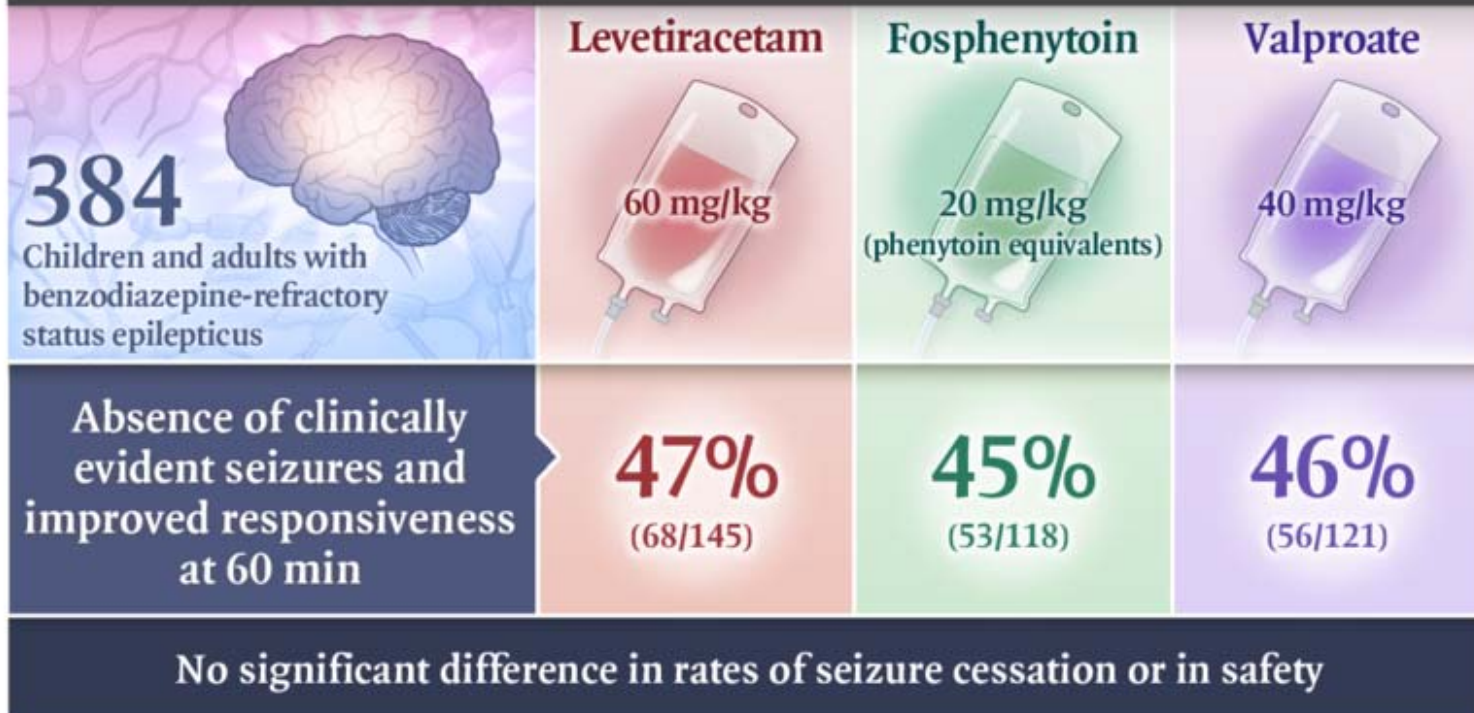 Levetiracetam
Fosphenytoin
Valproate
384
Children and adults with
benzodiazepine-refractory
status epilepticus
60 mg/kg
20 mg/kg
(phenytoin equivalents)
40 mg/kg
Absence of clinically
evident seizures and
improved responsiveness
at 60 min
47%
(68/145)
45%
(53/118)
46%
(56/121)
No significant difference in rates of seizure cessation or in safety